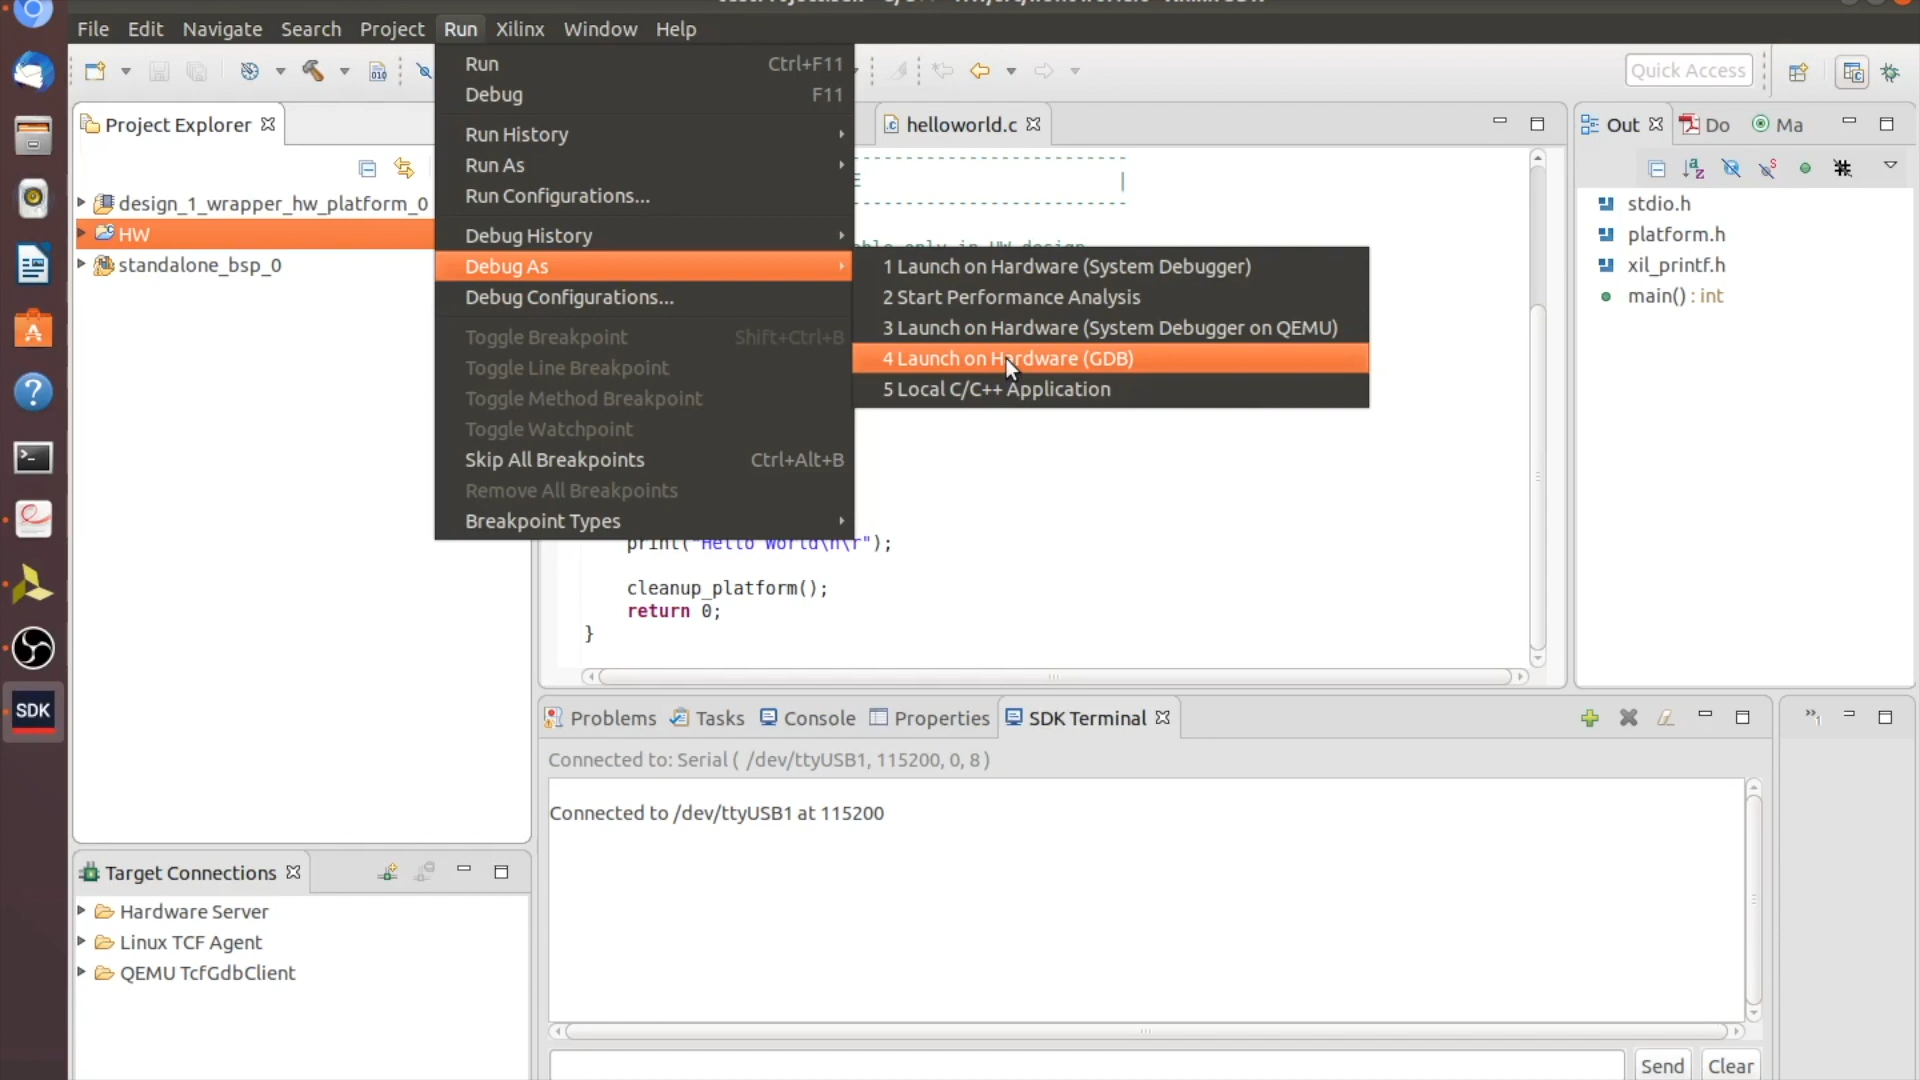 File Edit Navigate Search Project Run Xilinx Window Help
Quick Access
Run Ctrl+F11
Debug F11
Run History
Run As
Run Configurations...
Debug History
Debug As
Debug Configurations...
Toggle Breakpoint Shift+Ctrl+B
Toggle Line Breakpoint
Toggle Method Breakpoint
Toggle Watchpoint
Skip All Breakpoints Ctrl+Alt+B
Remove All Breakpoints
Breakpoint Types
1 Launch on Hardware (System Debugger)
2 Start Performance Analysis
3 Launch on Hardware (System Debugger on QEMU)
4 Launch on Hardware (GDB)
5 Local C/C++ Application
Project Explorer
design_1_wrapper_hw_platform_0
HW
standalone_bsp_0
helloworld.c
print("Hello World\n\r");
cleanup_platform();
return 0;
}
Out Do Ma
stdio.h
platform.h
xil_printf.h
main() : int
SDK
Problems Tasks Console Properties SDK Terminal
Connected to: Serial ( /dev/ttyUSB1, 115200, 0, 8 )
Connected to /dev/ttyUSB1 at 115200
Send Clear
Target Connections
Hardware Server
Linux TCF Agent
QEMU TcfGdbClient